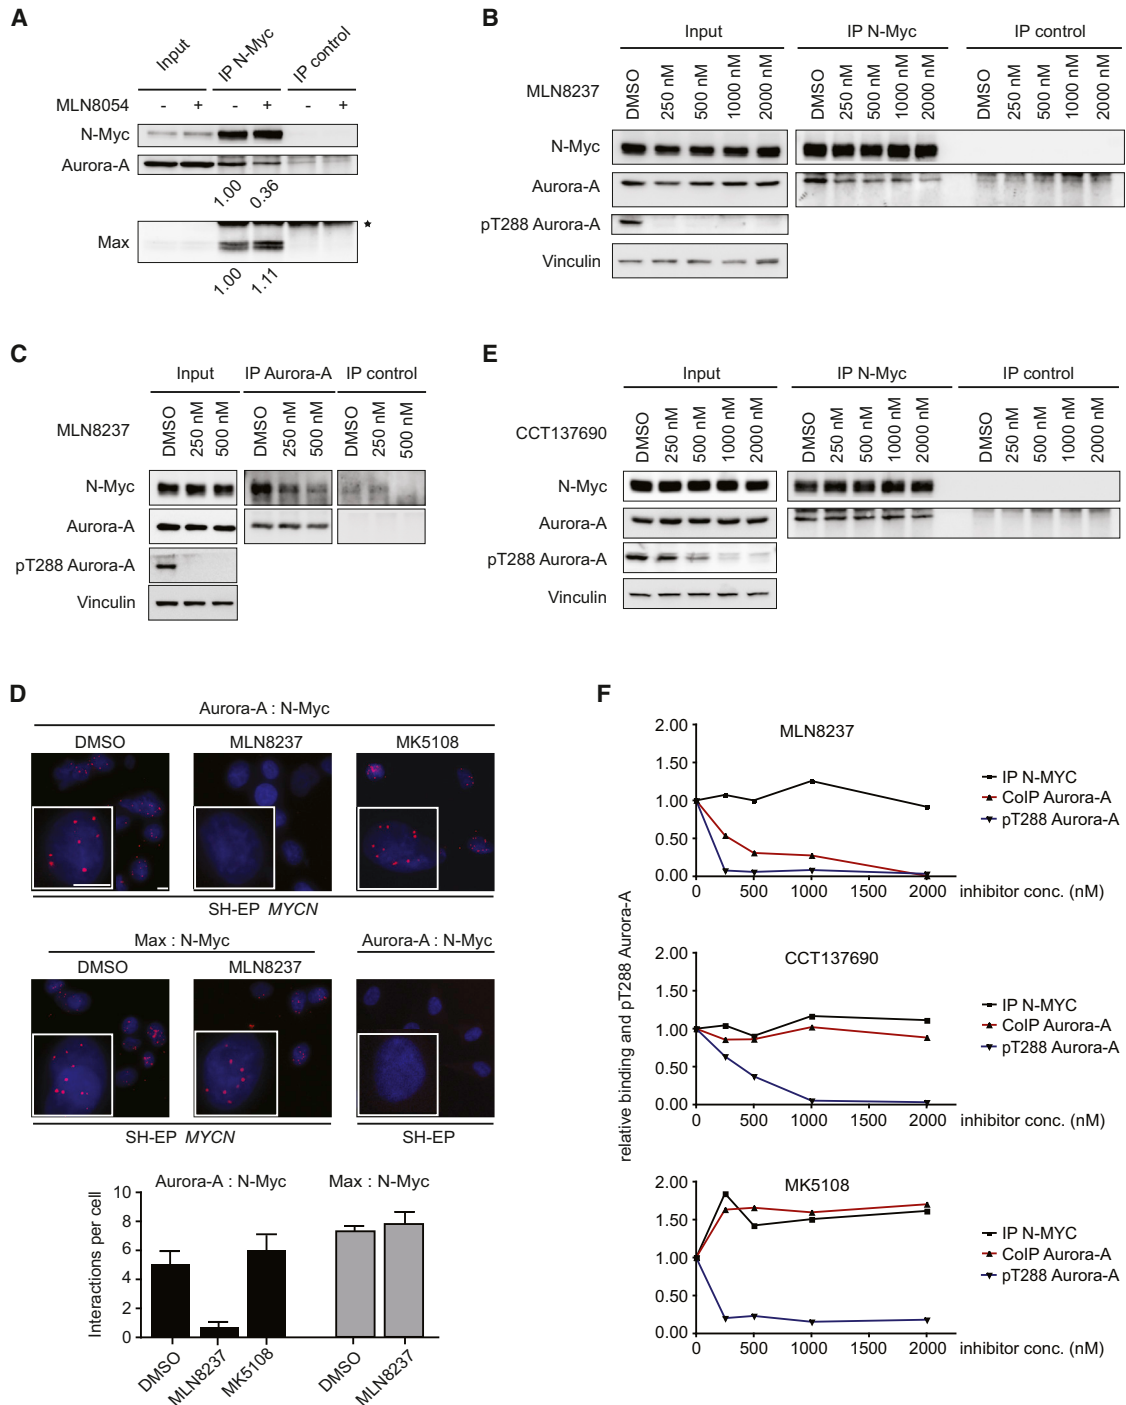 A
Input
IP N-Myc
IP control
MLN8054
- + - + - +
N-Myc
Aurora-A
1.00 0.36
Max
★
1.00 1.11
B
Input
IP N-Myc
IP control
MLN8237
DMSO 250 nM 500 nM 1000 nM 2000 nM
DMSO 250 nM 500 nM 1000 nM 2000 nM
DMSO 250 nM 500 nM 1000 nM 2000 nM
N-Myc
Aurora-A
pT288 Aurora-A
Vinculin
C
Input
IP Aurora-A
IP control
MLN8237
DMSO 250 nM 500 nM
DMSO 250 nM 500 nM
DMSO 250 nM 500 nM
N-Myc
Aurora-A
pT288 Aurora-A
Vinculin
E
Input
IP N-Myc
IP control
CCT137690
DMSO 250 nM 500 nM 1000 nM 2000 nM
DMSO 250 nM 500 nM 1000 nM 2000 nM
DMSO 250 nM 500 nM 1000 nM 2000 nM
N-Myc
Aurora-A
pT288 Aurora-A
Vinculin
D
Aurora-A : N-Myc
DMSO
MLN8237
MK5108
SH-EP MYCN
Max : N-Myc
Aurora-A : N-Myc
DMSO
MLN8237
SH-EP MYCN
SH-EP
Aurora-A : N-Myc
Max : N-Myc
Interactions per cell
10
8
6
4
2
0
DMSO
MLN8237
MK5108
DMSO
MLN8237
F
relative binding and pT288 Aurora-A
MLN8237
2.00
1.50
1.00
0.50
0.00
0 500 1000 1500 2000
inhibitor conc. (nM)
IP N-MYC
CoIP Aurora-A
pT288 Aurora-A
CCT137690
2.00
1.50
1.00
0.50
0.00
0 500 1000 1500 2000
inhibitor conc. (nM)
IP N-MYC
CoIP Aurora-A
pT288 Aurora-A
MK5108
2.00
1.50
1.00
0.50
0.00
0 500 1000 1500 2000
inhibitor conc. (nM)
IP N-MYC
CoIP Aurora-A
pT288 Aurora-A